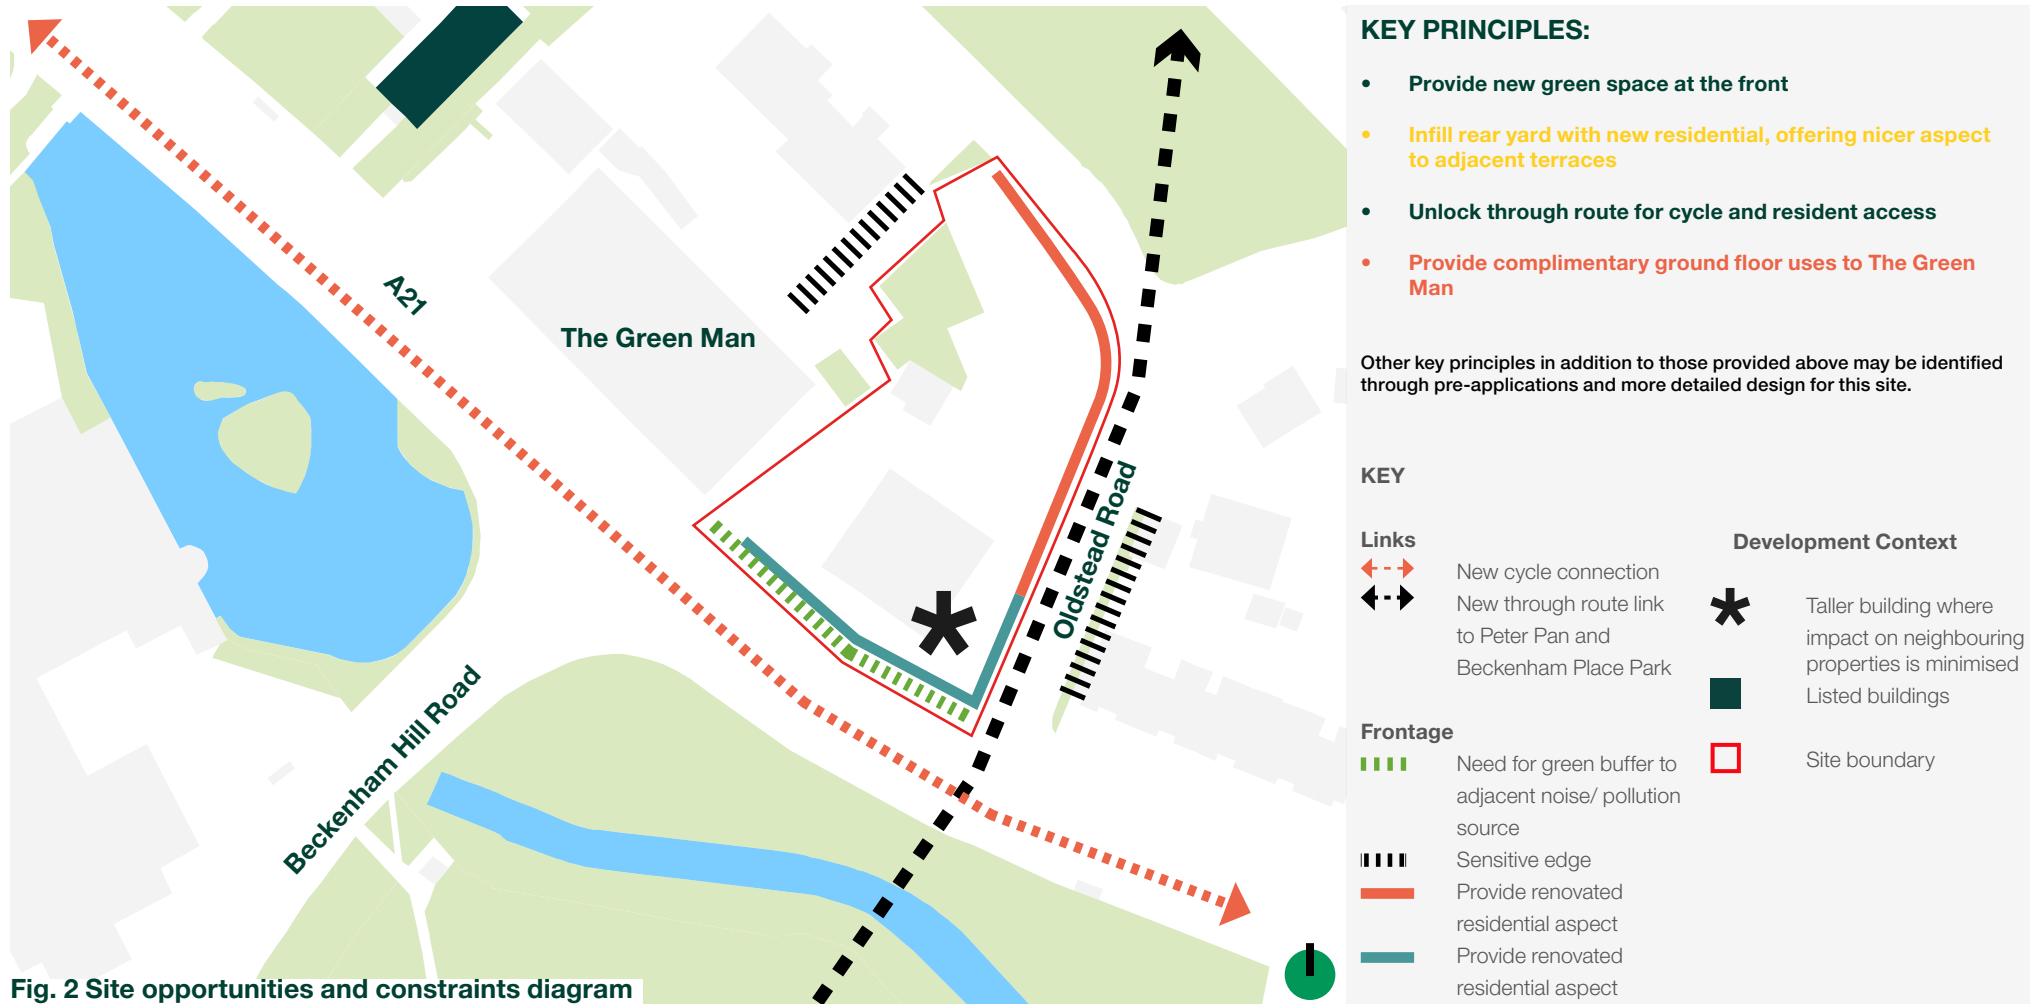 A21
The Green Man
Oldstead Road
Beckenham Hill Road
Fig. 2 Site opportunities and constraints diagram
KEY PRINCIPLES:
• Provide new green space at the front
• Infill rear yard with new residential, offering nicer aspect
to adjacent terraces
• Unlock through route for cycle and resident access
• Provide complimentary ground floor uses to The Green
Man
Other key principles in addition to those provided above may be identified
through pre-applications and more detailed design for this site.
KEY
Links
New cycle connection
New through route link
to Peter Pan and
Beckenham Place Park
Frontage
Need for green buffer to
adjacent noise/ pollution
source
Sensitive edge
Provide renovated
residential aspect
Provide renovated
residential aspect
Development Context
Taller building where
impact on neighbouring
properties is minimised
Listed buildings
Site boundary